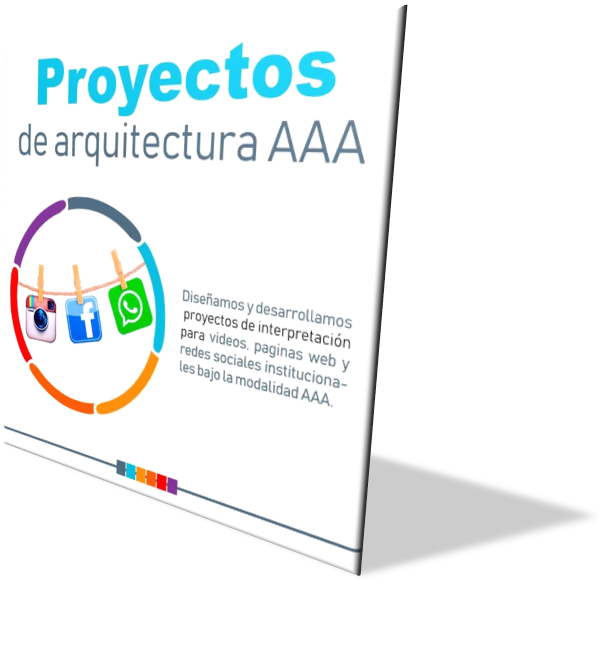 Proyectos
de arquitectura AAA
Diseñamos y desarrollamos
proyectos de interpretación
para videos, paginas web y
redes sociales instituciona-
les bajo la modalidad AAA.